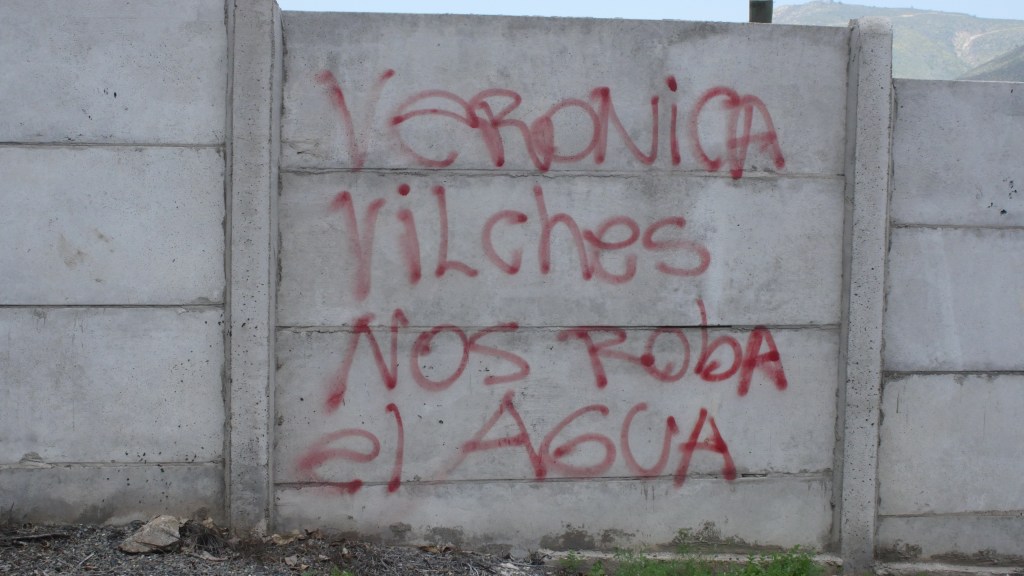 VERONICA
VILches
NOS RObA
el AGUA